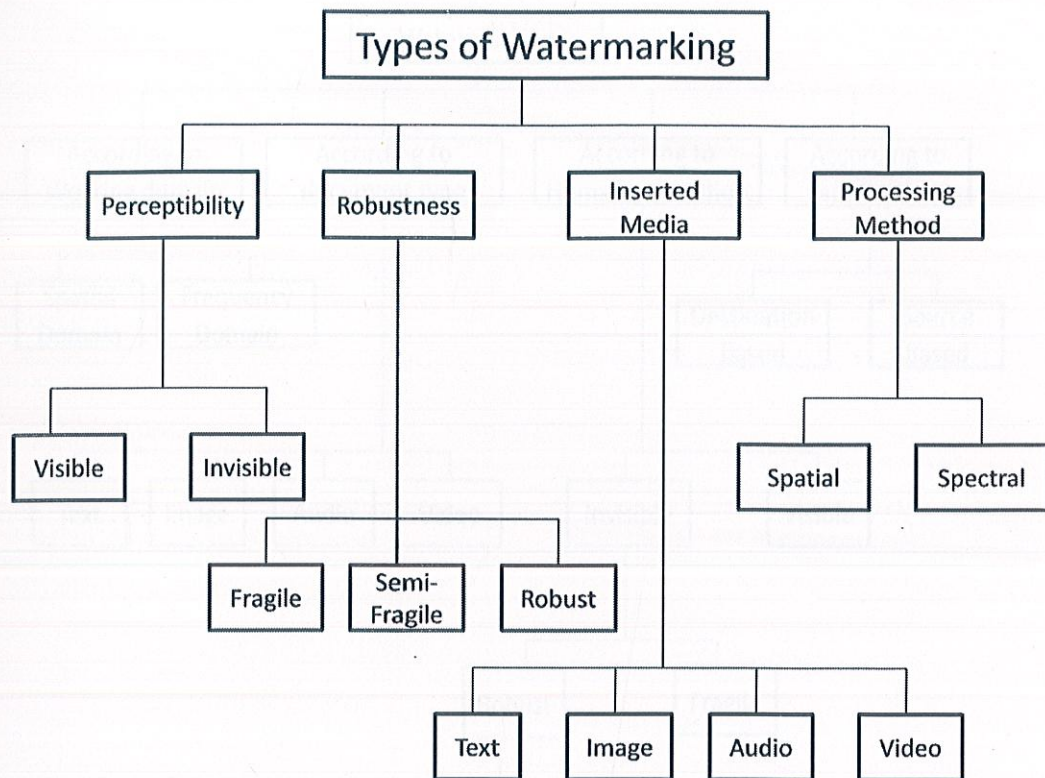 Types of Watermarking
Perceptibility
Robustness
Inserted
Media
Processing
Method
Visible
Invisible
Spatial
Spectral
Fragile
Semi-
Fragile
Robust
Text
Image
Audio
Video